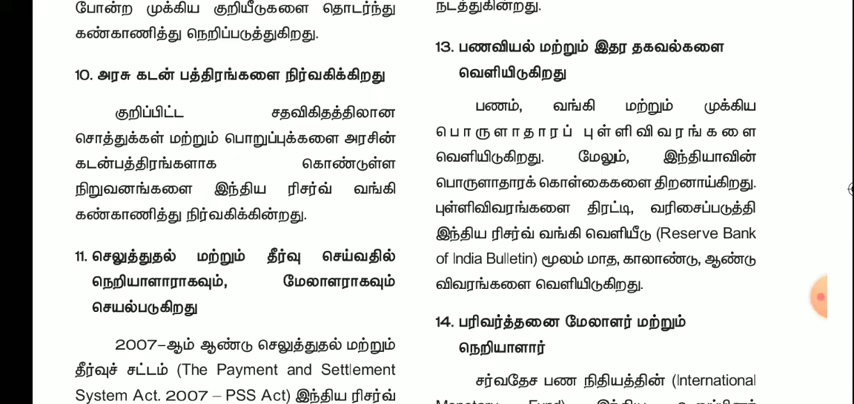 போன்ற முக்கிய குறியீடுகளை தொடர்ந்து
கண்காணித்து நெறிப்படுத்துகிறது.
10. அரசு கடன் பத்திரங்களை நிர்வகிக்கிறது
குறிப்பிட்ட சதவிகிதத்திலான
சொத்துக்கள் மற்றும் பொறுப்புக்களை அரசின்
கடன்பத்திரங்களாக கொண்டுள்ள
நிறுவனங்களை இந்திய ரிசர்வ் வங்கி
கண்காணித்து நிர்வகிக்கின்றது.
11. செலுத்துதல் மற்றும் தீர்வு செய்வதில்
நெறியாளாராகவும், மேலாளராகவும்
செயல்படுகிறது
2007–ஆம் ஆண்டு செலுத்துதல் மற்றும்
தீர்வுச் சட்டம் (The Payment and Settlement
System Act. 2007 – PSS Act) இந்திய ரிசர்வ்
நடத்துகின்றது.
13. பணவியல் மற்றும் இதர தகவல்களை
வெளியிடுகிறது
பணம், வங்கி மற்றும் முக்கிய
பொருளாதாரப் புள்ளிவிவரங்களை
வெளியிடுகிறது. மேலும், இந்தியாவின்
பொருளாதாரக் கொள்கைகளை திறனாய்கிறது.
புள்ளிவிவரங்களை திரட்டி, வரிசைப்படுத்தி
இந்திய ரிசர்வ் வங்கி வெளியீடு (Reserve Bank
of India Bulletin) மூலம் மாத, காலாண்டு, ஆண்டு
விவரங்களை வெளியிடுகிறது.
14. பரிவர்த்தனை மேலாளர் மற்றும்
நெறியாளார்
சர்வதேச பண நிதியத்தின் (International
Monetary Fund) இந்திய உறுப்பினர்